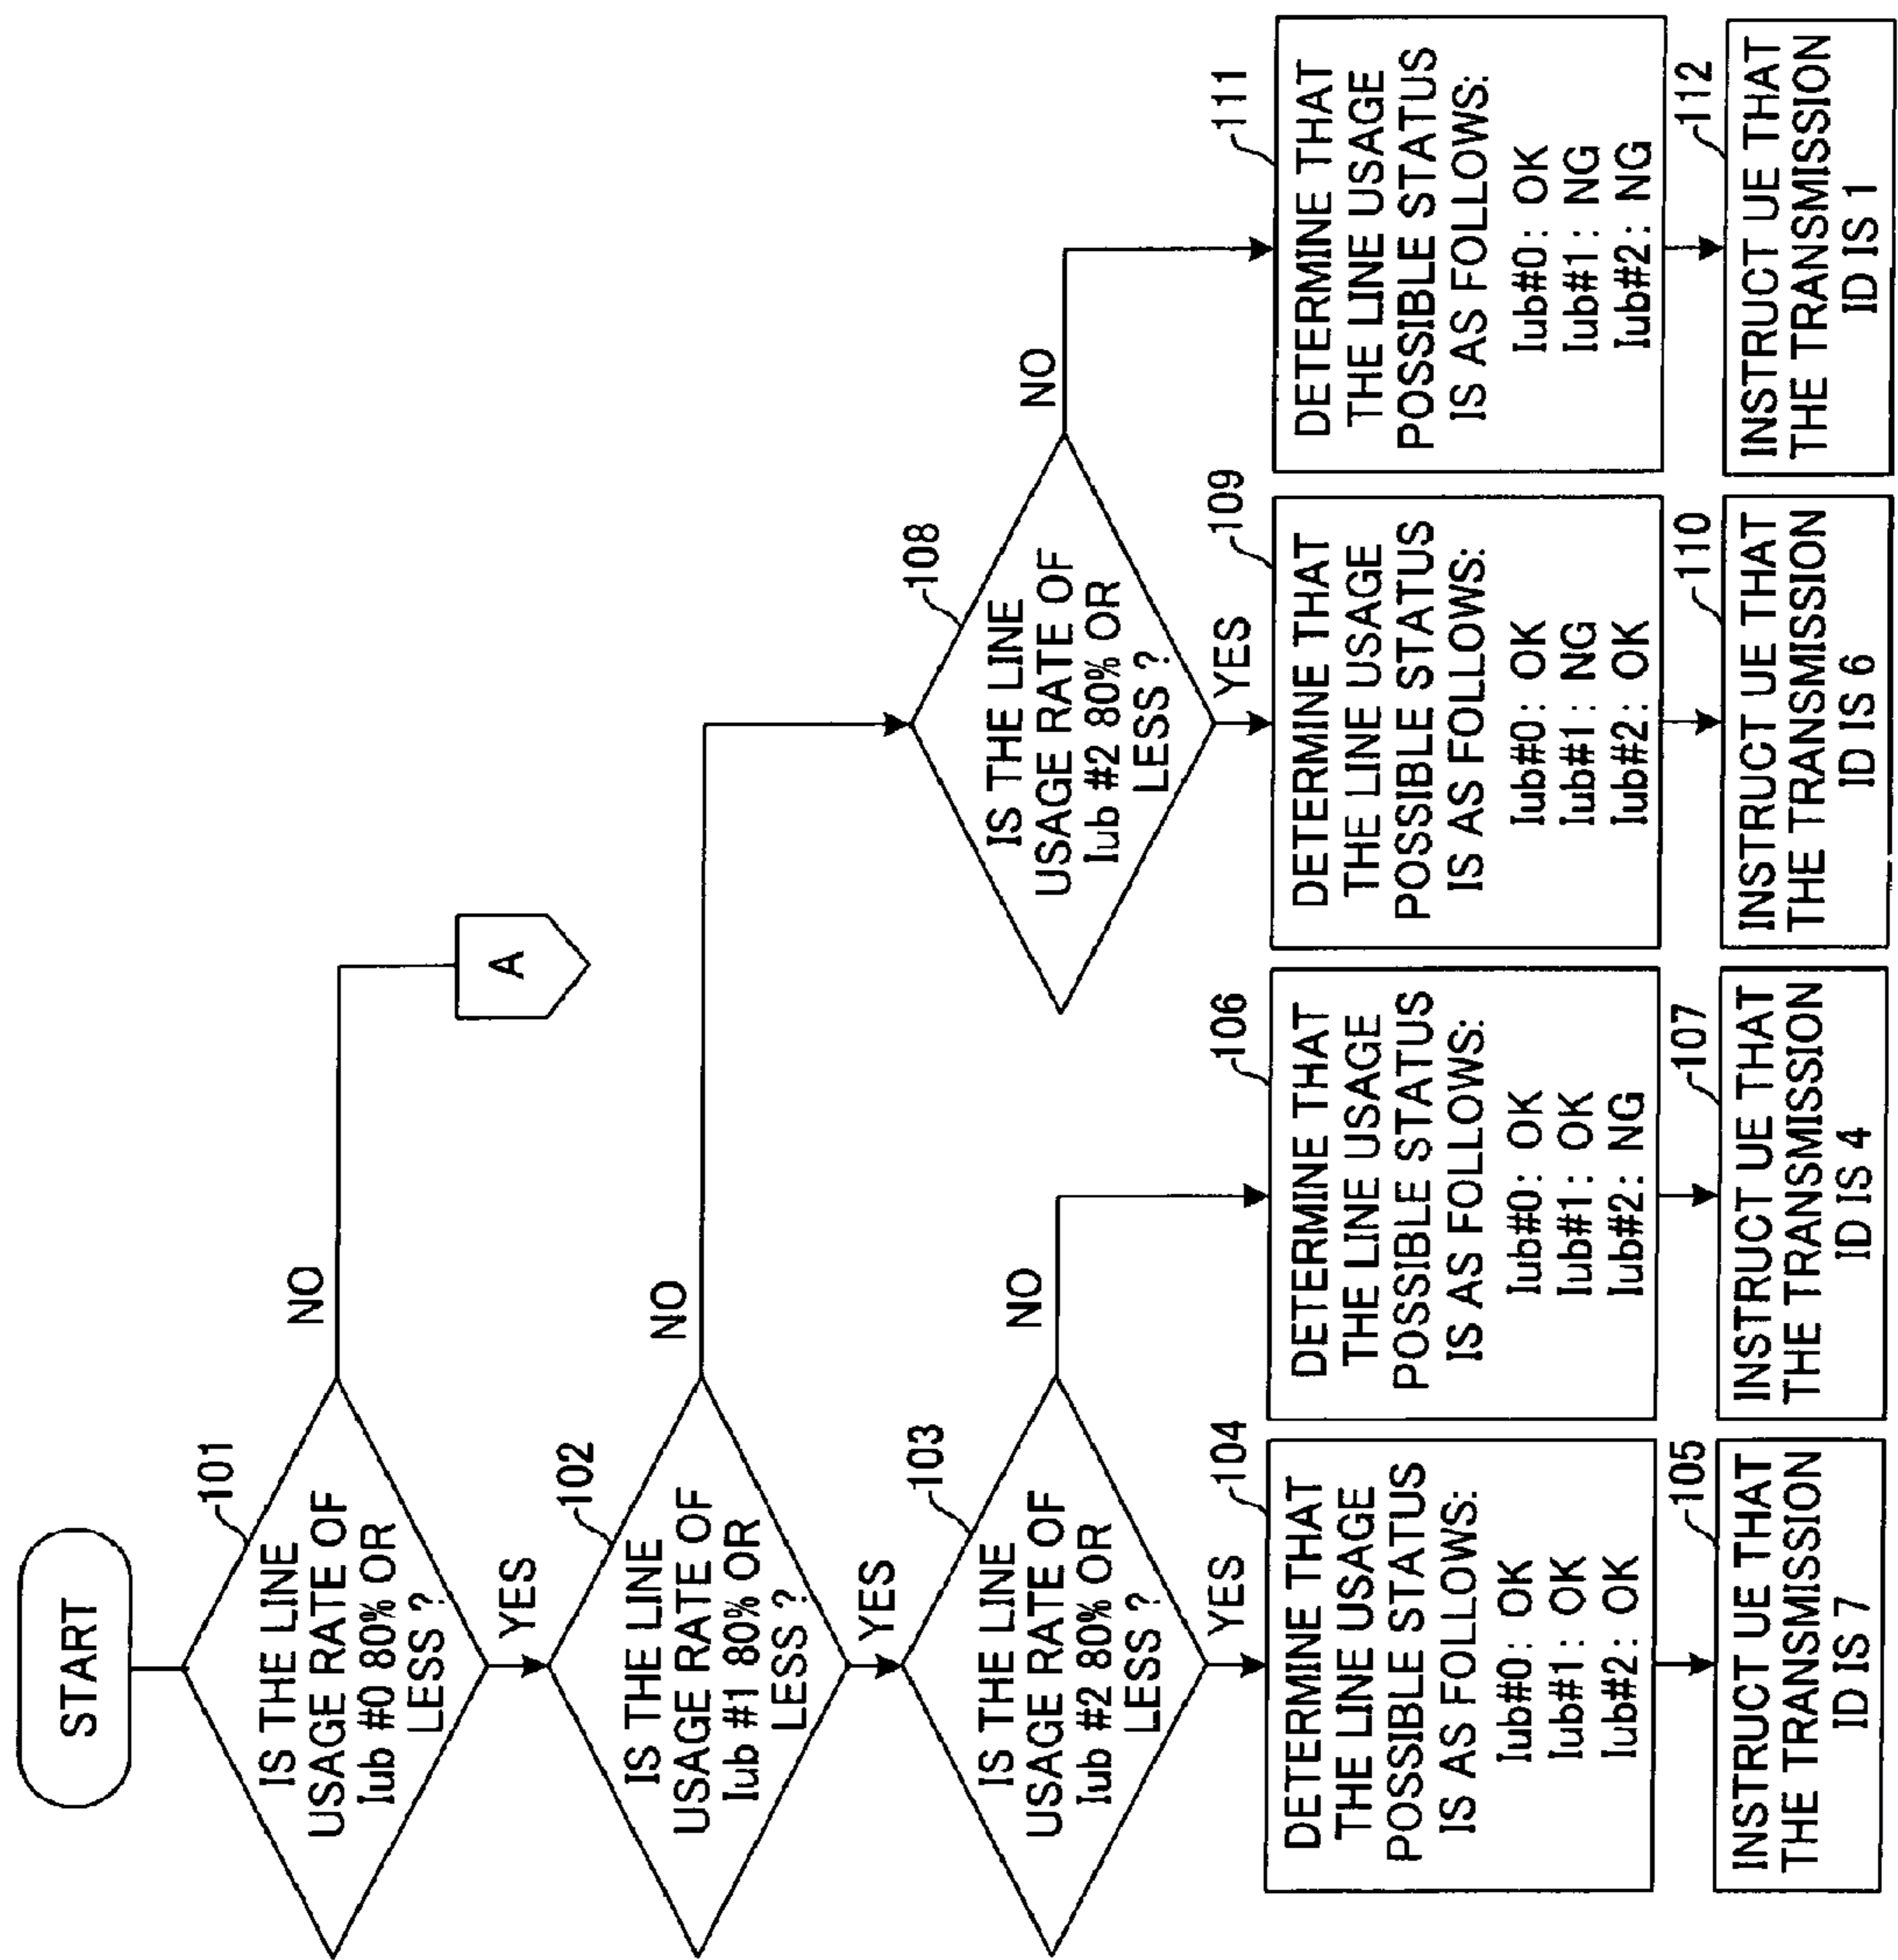 START
101
IS THE LINE
USAGE RATE OF
Iub #0 80% OR
LESS ?
NO
A
YES
102
IS THE LINE
USAGE RATE OF
Iub #1 80% OR
LESS ?
NO
YES
103
IS THE LINE
USAGE RATE OF
Iub #2 80% OR
LESS ?
NO
YES
108
IS THE LINE
USAGE RATE OF
Iub #2 80% OR
LESS ?
NO
YES
104
DETERMINE THAT
THE LINE USAGE
POSSIBLE STATUS
IS AS FOLLOWS:
Iub#0: OK
Iub#1: OK
Iub#2: OK
105
INSTRUCT UE THAT
THE TRANSMISSION
ID IS 7
106
DETERMINE THAT
THE LINE USAGE
POSSIBLE STATUS
IS AS FOLLOWS:
Iub#0: OK
Iub#1: OK
Iub#2: NG
107
INSTRUCT UE THAT
THE TRANSMISSION
ID IS 4
109
DETERMINE THAT
THE LINE USAGE
POSSIBLE STATUS
IS AS FOLLOWS:
Iub#0: OK
Iub#1: NG
Iub#2: OK
110
INSTRUCT UE THAT
THE TRANSMISSION
ID IS 6
111
DETERMINE THAT
THE LINE USAGE
POSSIBLE STATUS
IS AS FOLLOWS:
Iub#0: OK
Iub#1: NG
Iub#2: NG
112
INSTRUCT UE THAT
THE TRANSMISSION
ID IS 1